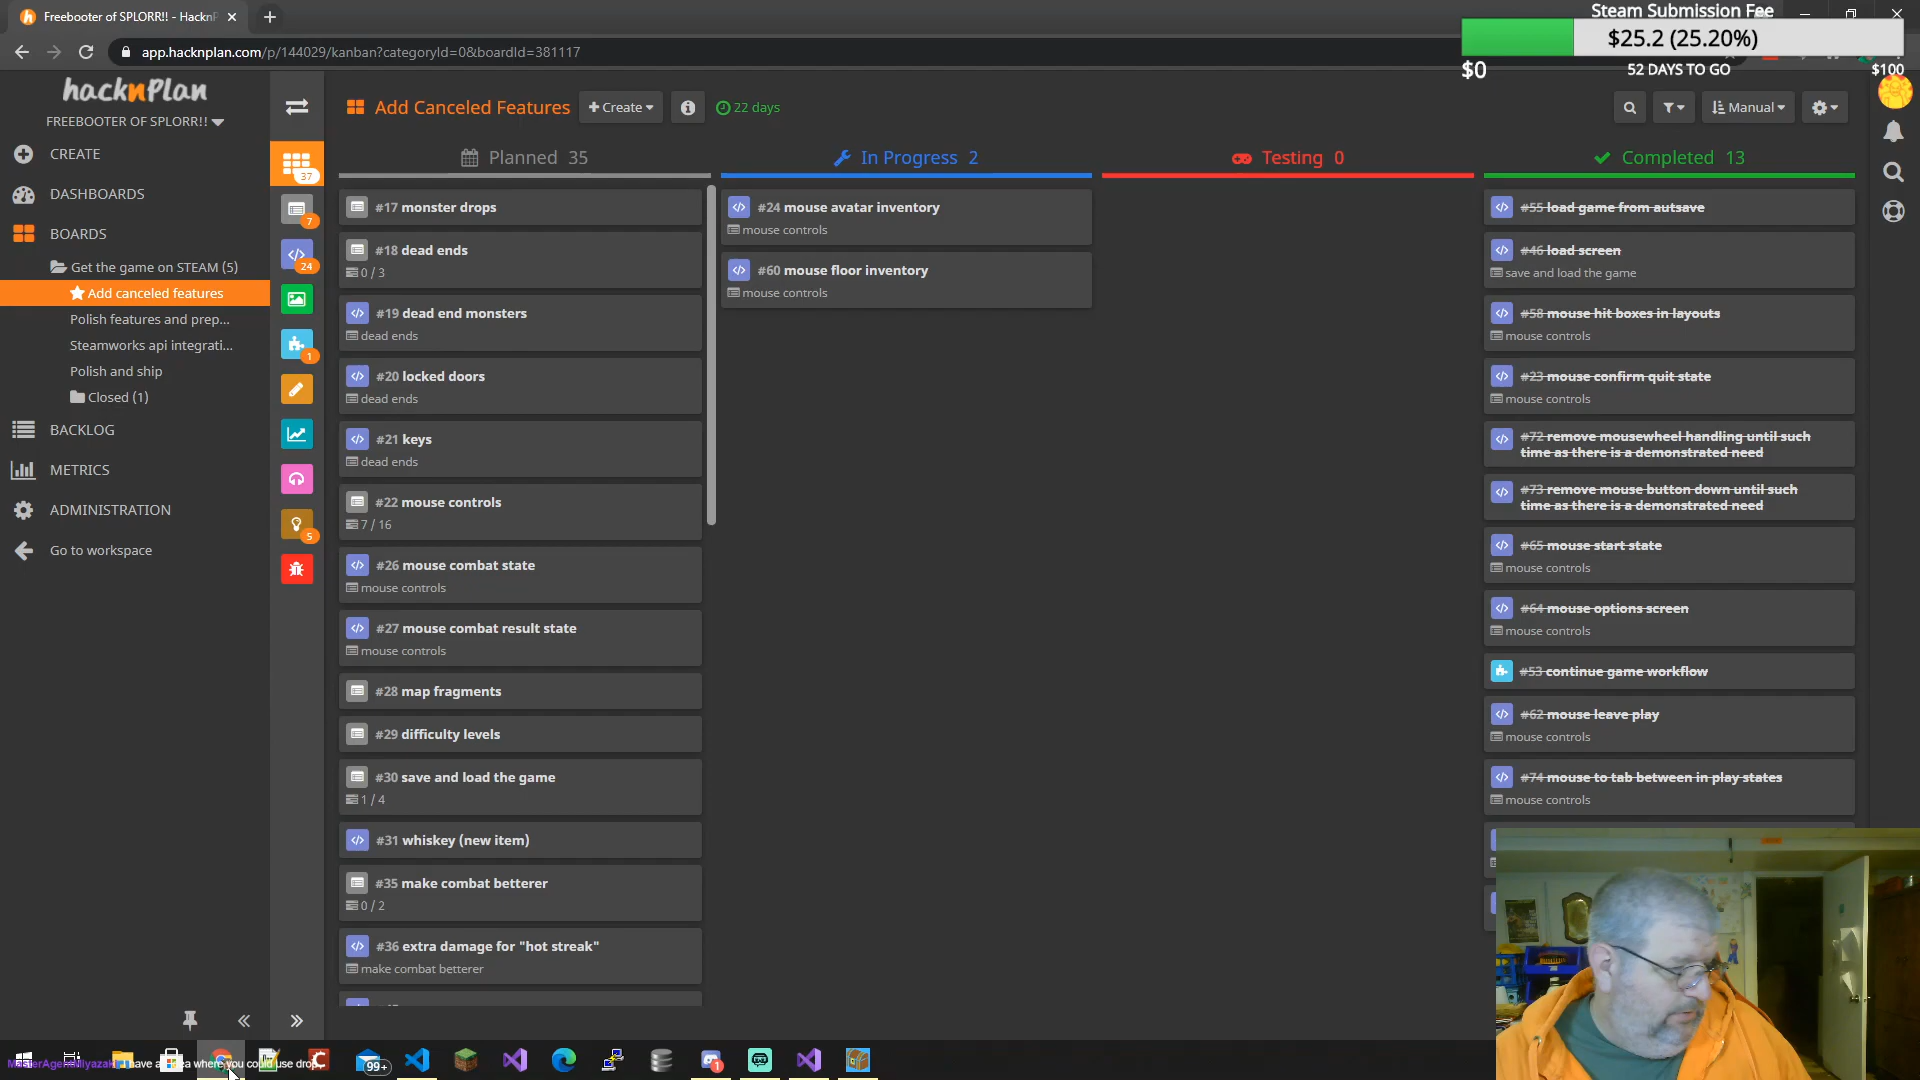 Freebooter of SPLORR!! - HacknP
Steam Submission Fee
$25.2 (25.20%)
$0
52 DAYS TO GO
$100
app.hacknplan.com/p/144029/kanban?categoryId=0&boardId=381117
hacknPlan
FREEBOOTER OF SPLORR!!
CREATE
DASHBOARDS
BOARDS
Get the game on STEAM (5)
Add canceled features
Polish features and prep...
Steamworks api integrati...
Polish and ship
Closed (1)
BACKLOG
METRICS
ADMINISTRATION
Go to workspace
37
7
24
1
5
Add Canceled Features
Create
22 days
Manual
Planned 35
#17 monster drops
#18 dead ends
0 / 3
#19 dead end monsters
dead ends
#20 locked doors
dead ends
#21 keys
dead ends
#22 mouse controls
7 / 16
#26 mouse combat state
mouse controls
#27 mouse combat result state
mouse controls
#28 map fragments
#29 difficulty levels
#30 save and load the game
1 / 4
#31 whiskey (new item)
#35 make combat betterer
0 / 2
#36 extra damage for "hot streak"
make combat betterer
In Progress 2
#24 mouse avatar inventory
mouse controls
#60 mouse floor inventory
mouse controls
Testing 0
Completed 13
#55 load game from autsave
#46 load screen
save and load the game
#58 mouse hit boxes in layouts
mouse controls
#23 mouse confirm quit state
mouse controls
#72 remove mousewheel handling until such
time as there is a demonstrated need
#73 remove mouse button down until such
time as there is a demonstrated need
#65 mouse start state
mouse controls
#64 mouse options screen
mouse controls
#53 continue game workflow
#62 mouse leave play
mouse controls
#74 mouse to tab between in play states
mouse controls
where you could use drop
99+
1